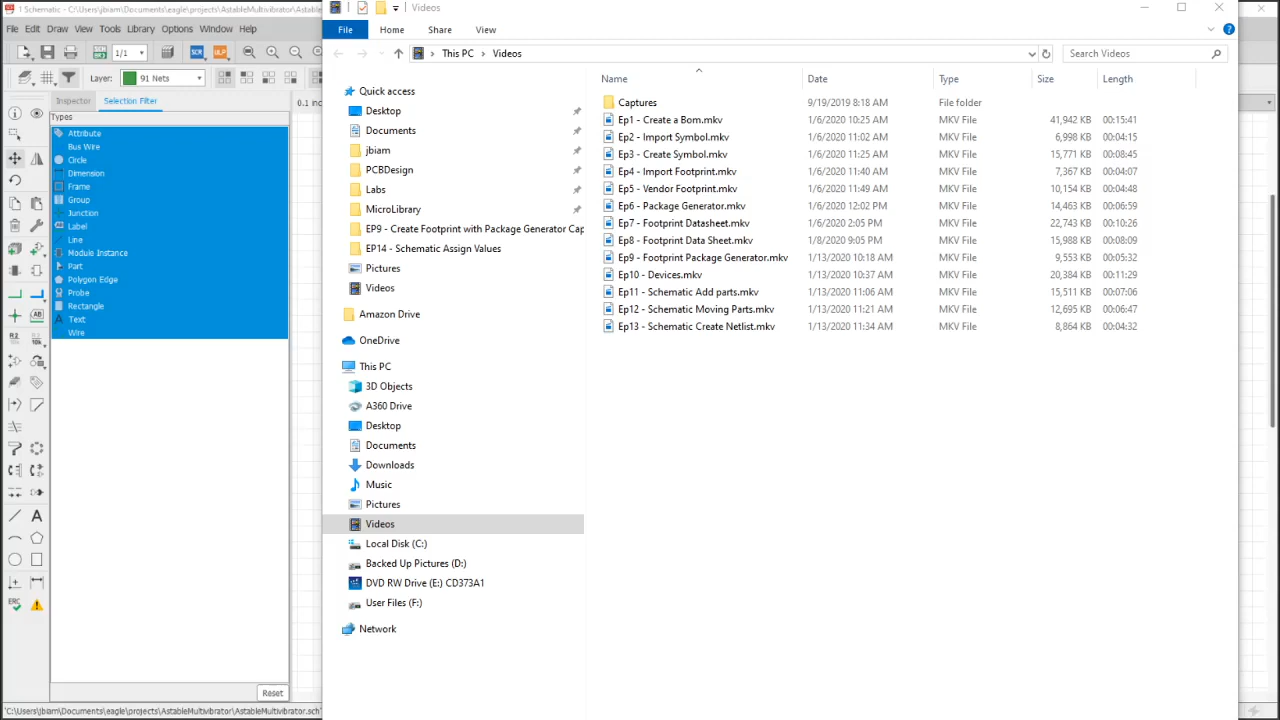 1 Schematic - C:\Users\jbiam\Documents\eagle\projects\AstableMultivibrator\AstableMultivibra
File Edit Draw View Tools Library Options Window Help
1/1
SCR
ULP
Layer: 91 Nets
Inspector Selection Filter
Types
Attribute
Bus Wire
Circle
Dimension
Frame
Group
Junction
Label
Line
Module Instance
Part
Polygon Edge
Probe
Rectangle
Text
Wire
Reset
'C:\Users\jbiam\Documents\eagle\projects\AstableMultivibrator\AstableMultivibrator.sch'
0.1 inc
Videos
File Home Share View
This PC > Videos
Search Videos
Quick access
Desktop
Documents
jbiam
PCBDesign
Labs
MicroLibrary
EP9 - Create Footprint with Package Generator Cap
EP14 - Schematic Assign Values
Pictures
Videos
Amazon Drive
OneDrive
This PC
3D Objects
A360 Drive
Desktop
Documents
Downloads
Music
Pictures
Videos
Local Disk (C:)
Backed Up Pictures (D:)
DVD RW Drive (E:) CD373A1
User Files (F:)
Network
Name Date Type Size Length
Captures 9/19/2019 8:18 AM File folder
Ep1 - Create a Bom.mkv 1/6/2020 10:25 AM MKV File 41,942 KB 00:15:41
Ep2 - Import Symbol.mkv 1/6/2020 11:02 AM MKV File 6,998 KB 00:04:15
Ep3 - Create Symbol.mkv 1/6/2020 11:25 AM MKV File 15,771 KB 00:08:45
Ep4 - Import Footprint.mkv 1/6/2020 11:40 AM MKV File 7,367 KB 00:04:07
Ep5 - Vendor Footprint.mkv 1/6/2020 11:49 AM MKV File 10,154 KB 00:04:48
Ep6 - Package Generator.mkv 1/6/2020 12:02 PM MKV File 14,463 KB 00:06:59
Ep7 - Footprint Datasheet.mkv 1/6/2020 2:05 PM MKV File 22,743 KB 00:10:38
Ep8 - Footprint Data Sheet.mkv 1/8/2020 9:05 PM MKV File 15,988 KB 00:08:09
Ep9 - Footprint Package Generator.mkv 1/13/2020 10:18 AM MKV File 9,553 KB 00:05:32
Ep10 - Devices.mkv 1/13/2020 10:37 AM MKV File 20,384 KB 00:11:29
Ep11 - Schematic Add parts.mkv 1/13/2020 11:06 AM MKV File 15,511 KB 00:07:06
Ep12 - Schematic Moving Parts.mkv 1/13/2020 11:21 AM MKV File 12,695 KB 00:06:47
Ep13 - Schematic Create Netlist.mkv 1/13/2020 11:34 AM MKV File 8,864 KB 00:04:32